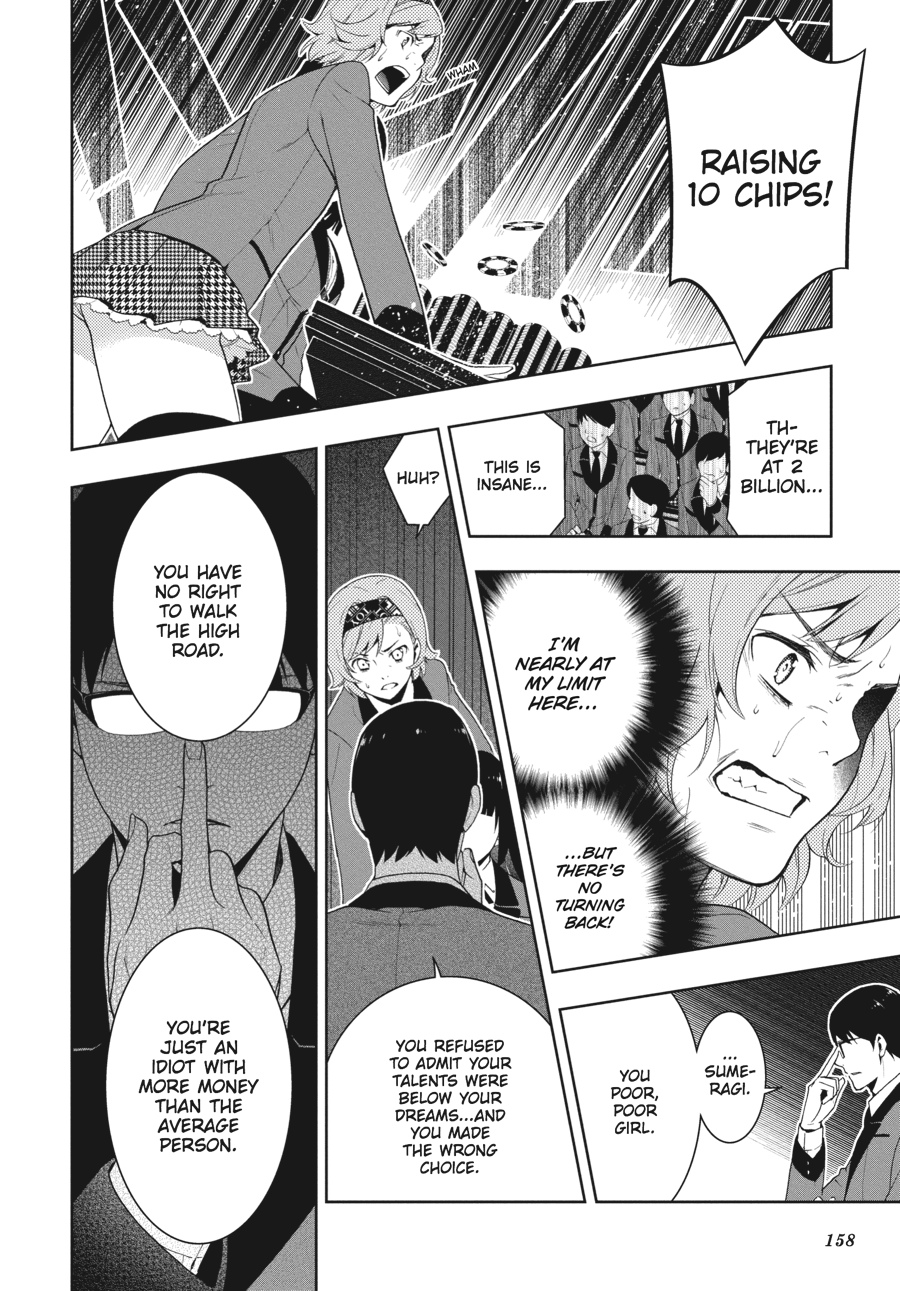 RAISING
10 CHIPS!
WHAM
TH-
THEY'RE
AT 2
BILLION...
THIS IS
INSANE...
I'M
NEARLY AT
MY LIMIT
HERE...
...BUT
THERE'S
NO
TURNING
BACK!
...
SUME-
RAGI.
YOU
POOR,
POOR
GIRL.
HUH?
YOU REFUSED
TO ADMIT YOUR
TALENTS WERE
BELOW YOUR
DREAMS...AND
YOU MADE
THE WRONG
CHOICE.
YOU HAVE
NO RIGHT
TO WALK
THE HIGH
ROAD.
YOU'RE
JUST AN
IDIOT WITH
MORE MONEY
THAN THE
AVERAGE
PERSON.
158